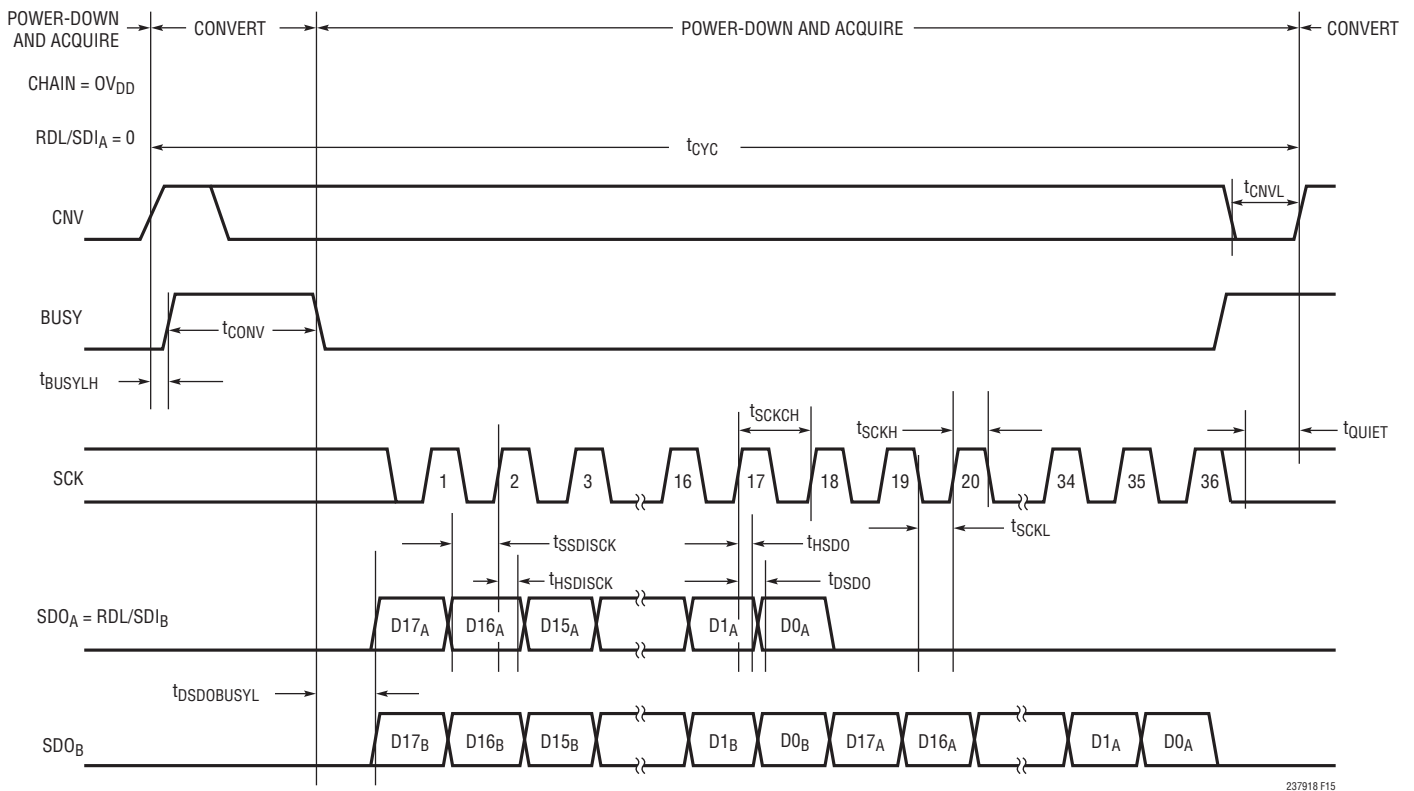 POWER-DOWN
AND ACQUIRE
CONVERT
POWER-DOWN AND ACQUIRE
CONVERT
CHAIN = OVDD
RDL/SDIA = 0
tCYC
CNV
tCNVL
BUSY
tCONV
tBUSYLH
tSCKCH
tSCKH
tQUIET
SCK
1
2
3
16
17
18
19
20
34
35
36
tSSDISCK
tHSDO
tSCKL
tHSDISCK
tDSDO
SDOA = RDL/SDIB
D17A
D16A
D15A
D1A
D0A
tDSDOBUSYL
SDOB
D17B
D16B
D15B
D1B
D0B
D17A
D16A
D1A
D0A
237918 F15